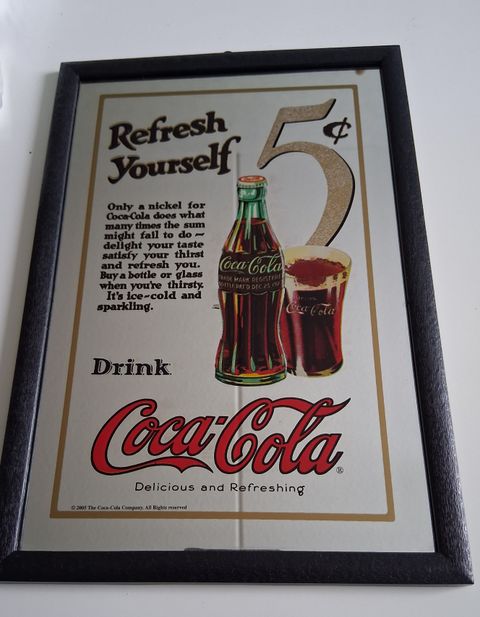 Refresh
Yourself
5¢
Only a nickel for
Coca-Cola does what
many times the sum
might fail to do~
delight your taste
satisfy your thirst
and refresh you.
Buy a bottle or glass
when you're thirsty.
It's ice-cold and
sparkling.
Coca-Cola
TRADE MARK REGISTERED
Coca-Cola
Drink
Coca-Cola®
Delicious and Refreshing
© 2005 The Coca-Cola Company. All Rights reserved